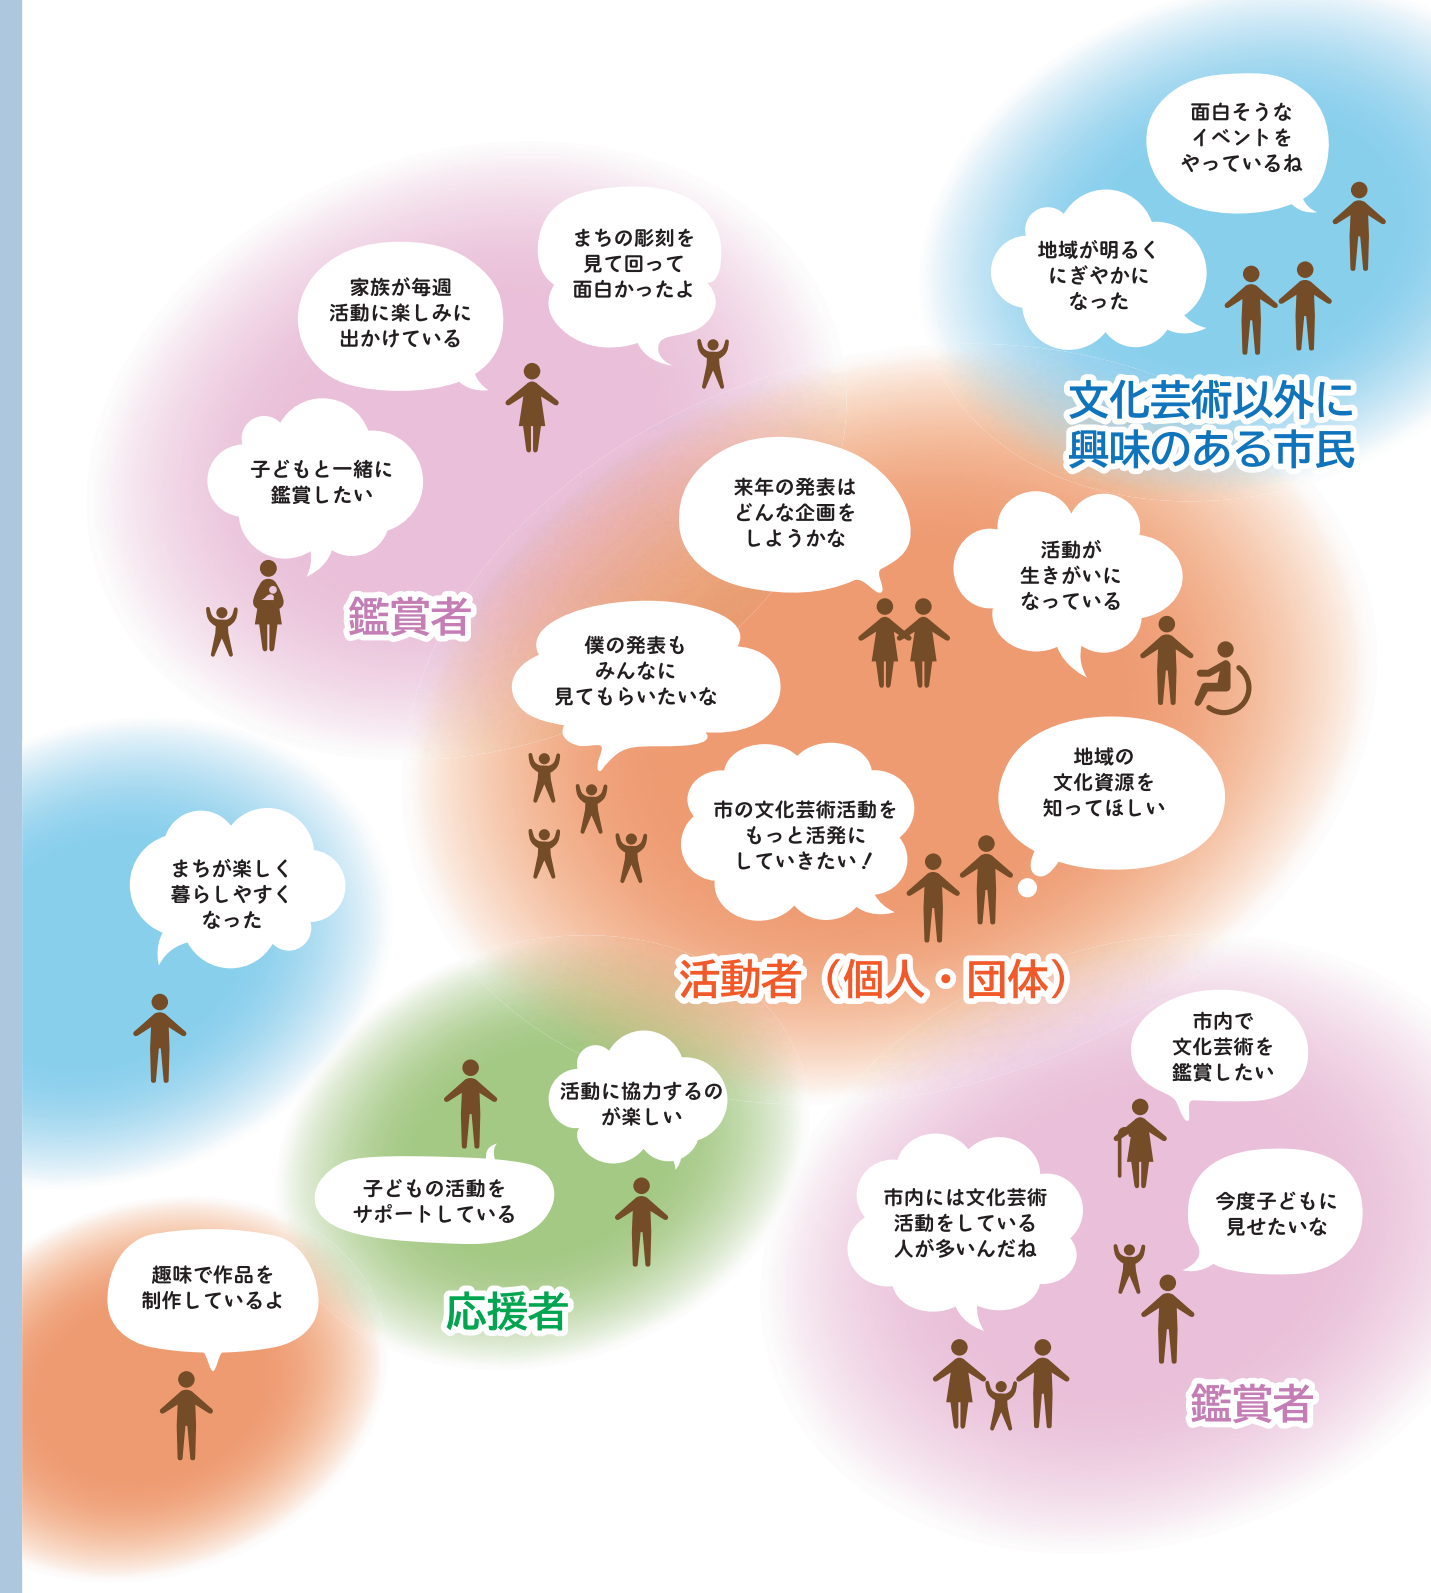 面白そうな
イベントを
やっているね
地域が明るく
にぎやかに
なった
文化芸術以外に
興味のある市民
まちの彫刻を
見て回って
面白かったよ
家族が毎週
活動に楽しみに
出かけている
子どもと一緒に
鑑賞したい
鑑賞者
来年の発表は
どんな企画を
しようかな
活動が
生きがいに
なっている
僕の発表も
みんなに
見てもらいたいな
地域の
文化資源を
知ってほしい
市の文化芸術活動を
もっと活発に
していきたい!
活動者（個人・団体）
まちが楽しく
暮らしやすく
なった
活動に協力するの
が楽しい
子どもの活動を
サポートしている
応援者
趣味で作品を
制作しているよ
市内で
文化芸術を
鑑賞したい
市内には文化芸術
活動をしている
人が多いんだね
今度子どもに
見せたいな
鑑賞者